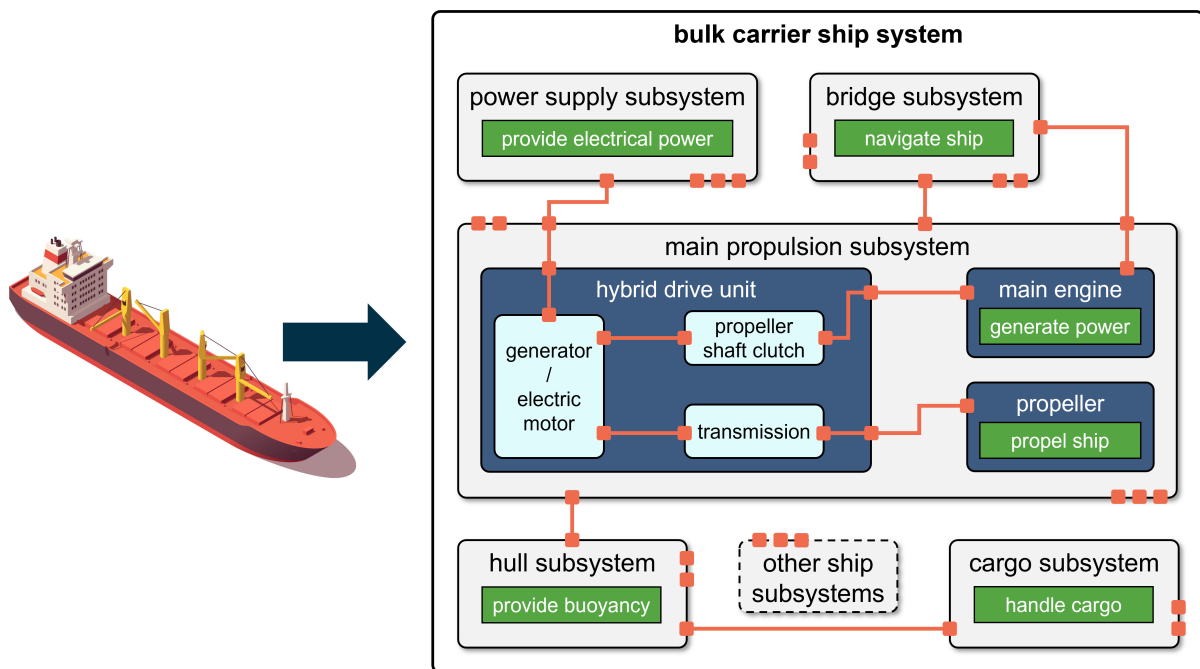 bulk carrier ship system
power supply subsystem
provide electrical power
bridge subsystem
navigate ship
main propulsion subsystem
hybrid drive unit
generator
/
electric
motor
propeller
shaft clutch
transmission
main engine
generate power
propeller
propel ship
hull subsystem
provide buoyancy
other ship
subsystems
cargo subsystem
handle cargo